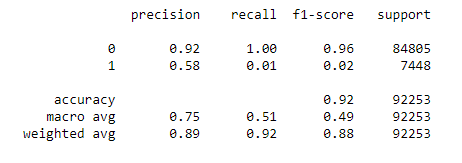 precision recall f1-score support
0 0.92 1.00 0.96 84805
1 0.58 0.01 0.02 7448
accuracy 0.92 92253
macro avg 0.75 0.51 0.49 92253
weighted avg 0.89 0.92 0.88 92253